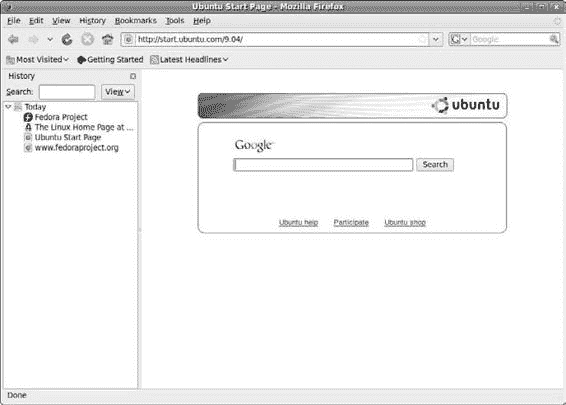 Ubuntu Start Page - Mozilla Firefox
File Edit View History Bookmarks Tools Help
http://start.ubuntu.com/9.04/
Google
Most Visited Getting Started Latest Headlines
History
Search: View
Today
Fedora Project
The Linux Home Page at ...
Ubuntu Start Page
www.fedoraproject.org
ubuntu
Google
Search
Ubuntu help Participate Ubuntu shop
Done